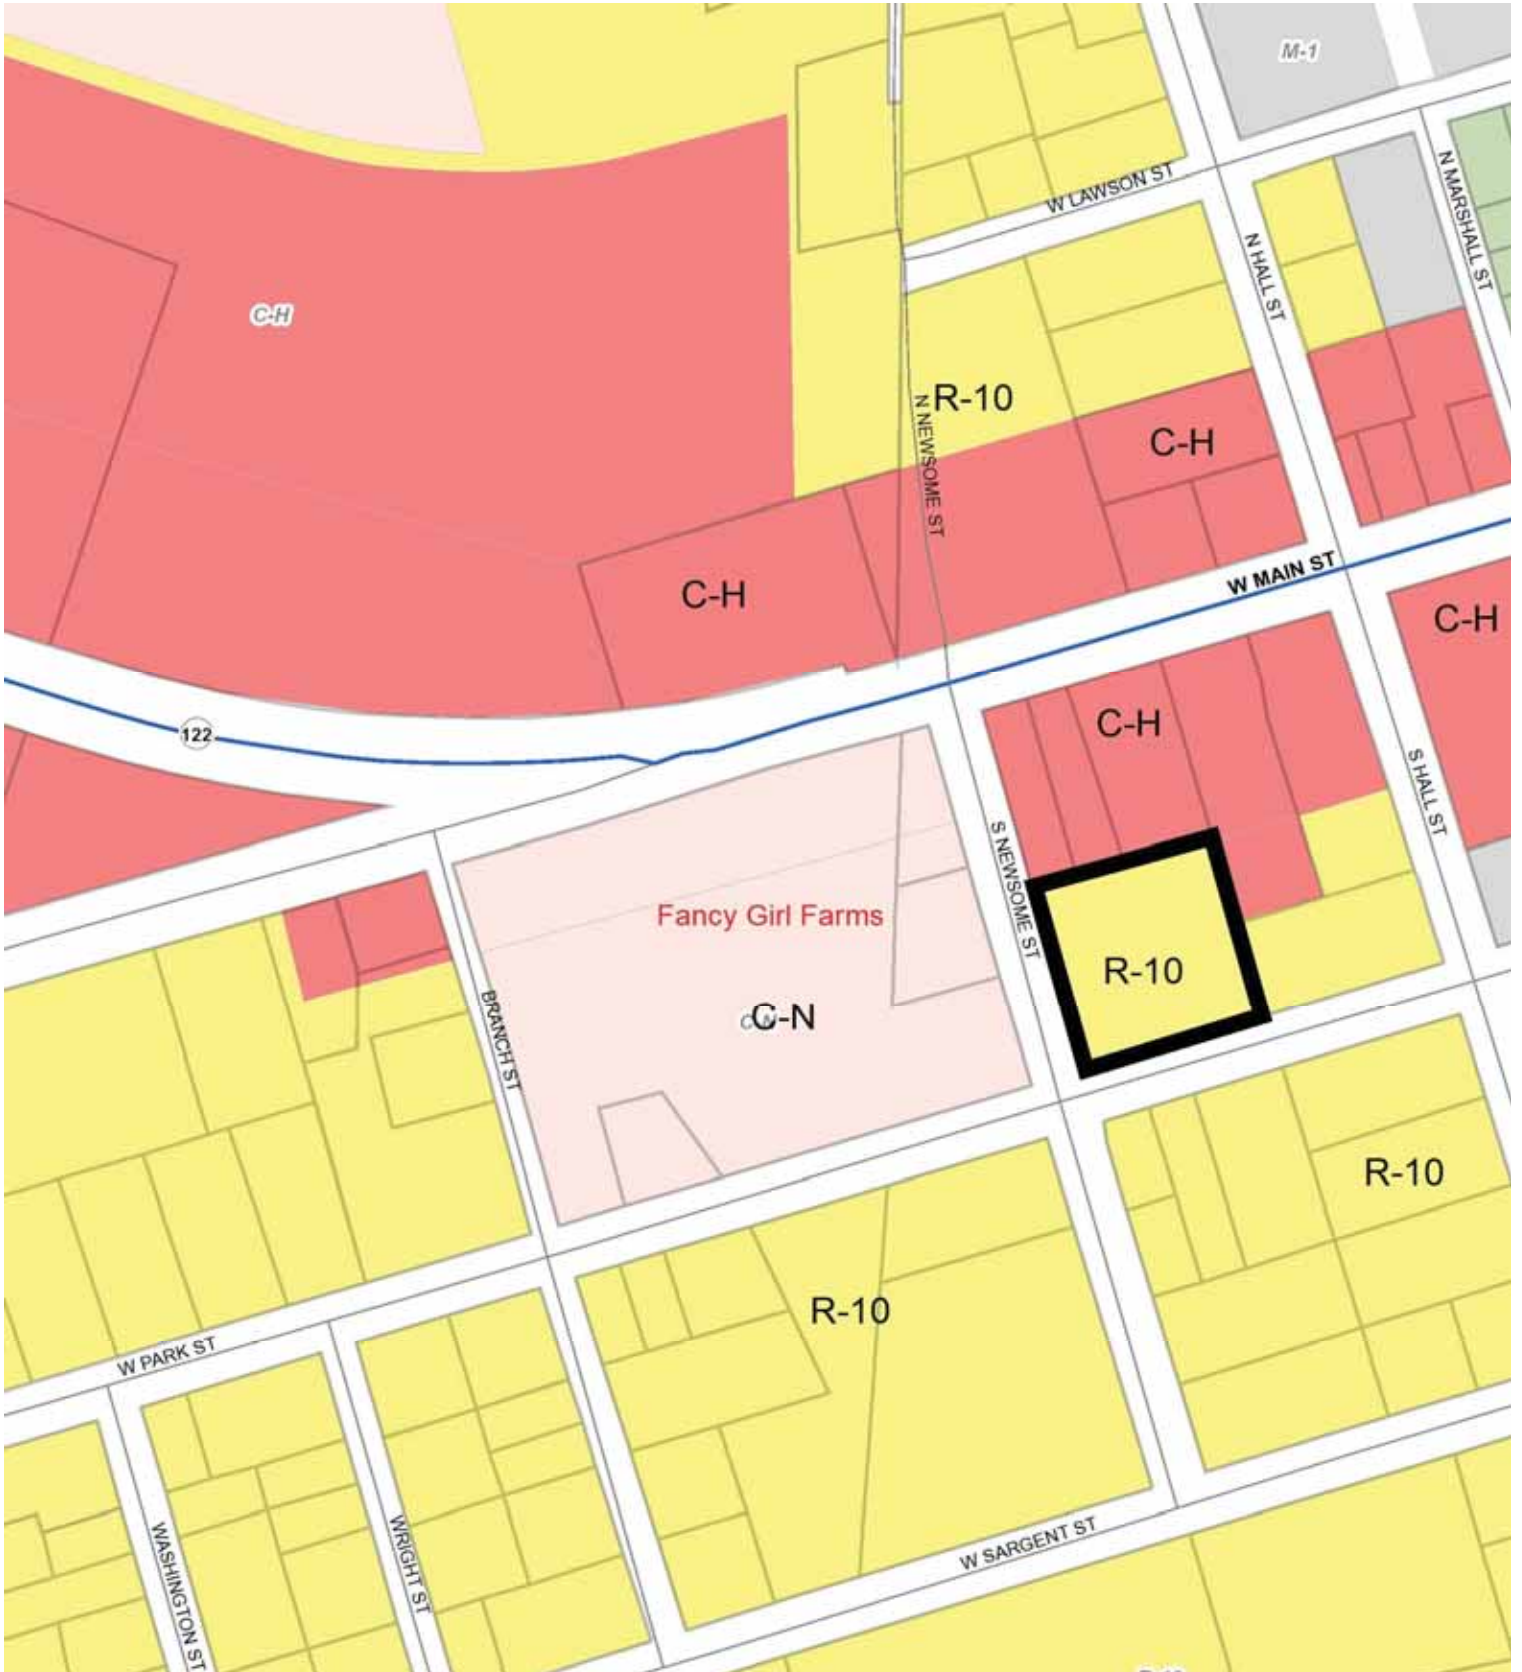 M-1
N MARSHALL ST
W LAWSON ST
N HALL ST
C-H
R-10
N NEWSOME ST
C-H
W MAIN ST
C-H
C-H
C-H
122
S HALL ST
S NEWSOME ST
Fancy Girl Farms
R-10
C-N
BRANCH ST
R-10
R-10
W PARK ST
W SARGENT ST
WRIGHT ST
WASHINGTON ST